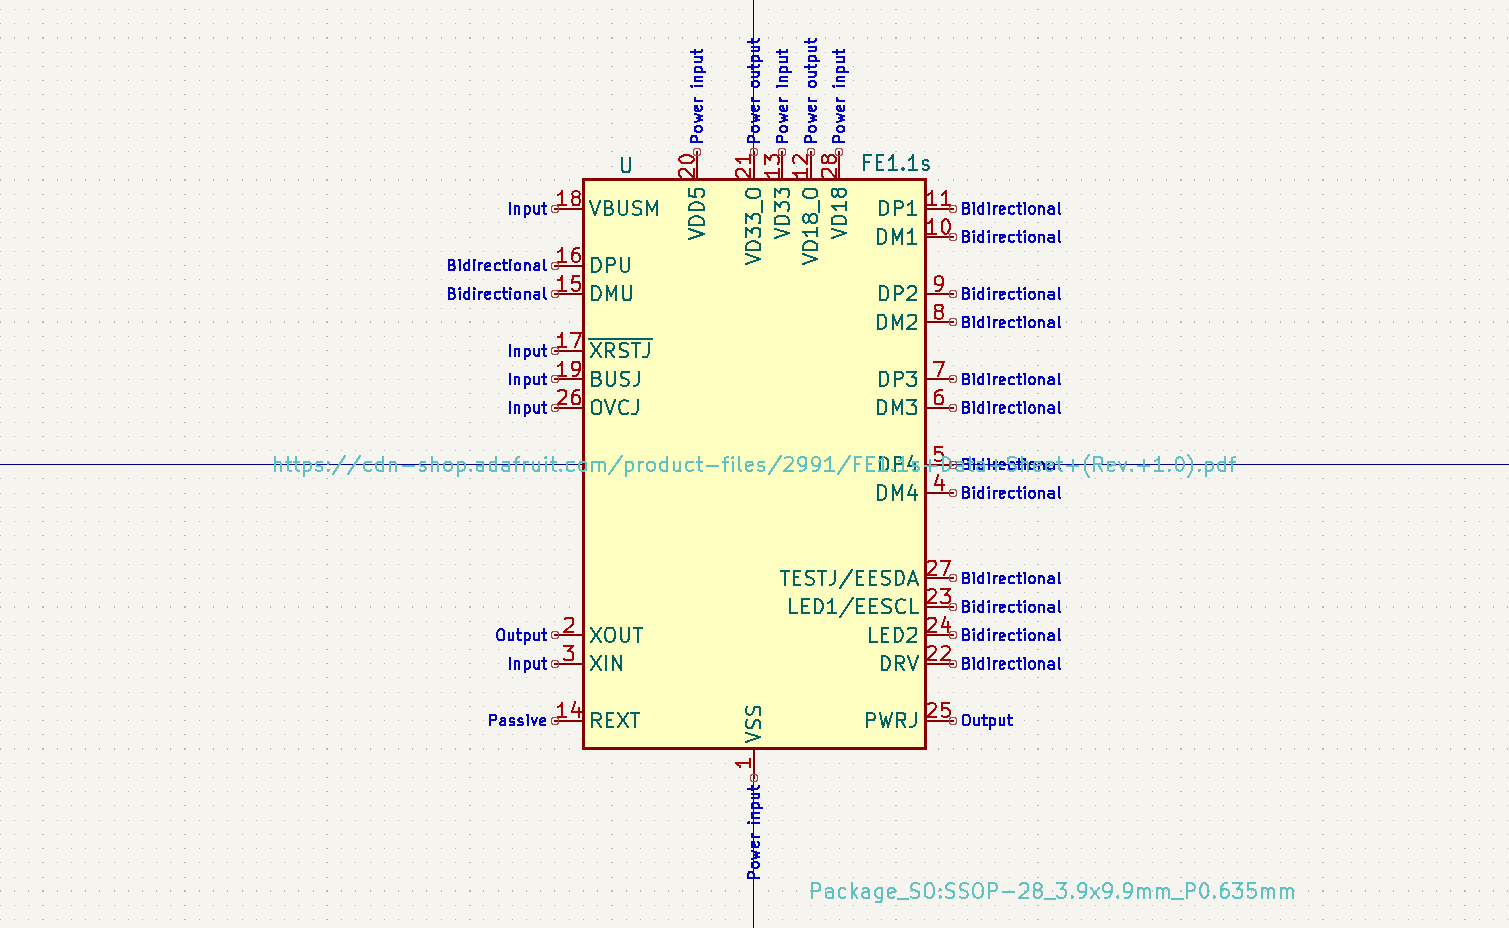 Power input
Power output
Power input
Power output
Power input
20
21
13
12
28
U
FE1.1s
VDD5
VD33_O
VD33
VD18_O
VD18
Input 18 VBUSM
Bidirectional 16 DPU
Bidirectional 15 DMU
Input 17 XRSTJ
Input 19 BUSJ
Input 26 OVCJ
Output 2 XOUT
Input 3 XIN
Passive 14 REXT
DP1 11 Bidirectional
DM1 10 Bidirectional
DP2 9 Bidirectional
DM2 8 Bidirectional
DP3 7 Bidirectional
DM3 6 Bidirectional
DP4 5 Bidirectional
https://cdn-shop.adafruit.com/product-files/2991/FE1.1s+Data+Sheet+(Rev.+1.0).pdf
DM4 4 Bidirectional
TESTJ/EESDA 27 Bidirectional
LED1/EESCL 23 Bidirectional
LED2 24 Bidirectional
DRV 22 Bidirectional
PWRJ 25 Output
VSS
1
Power input
Package_SO:SSOP-28_3.9x9.9mm_P0.635mm